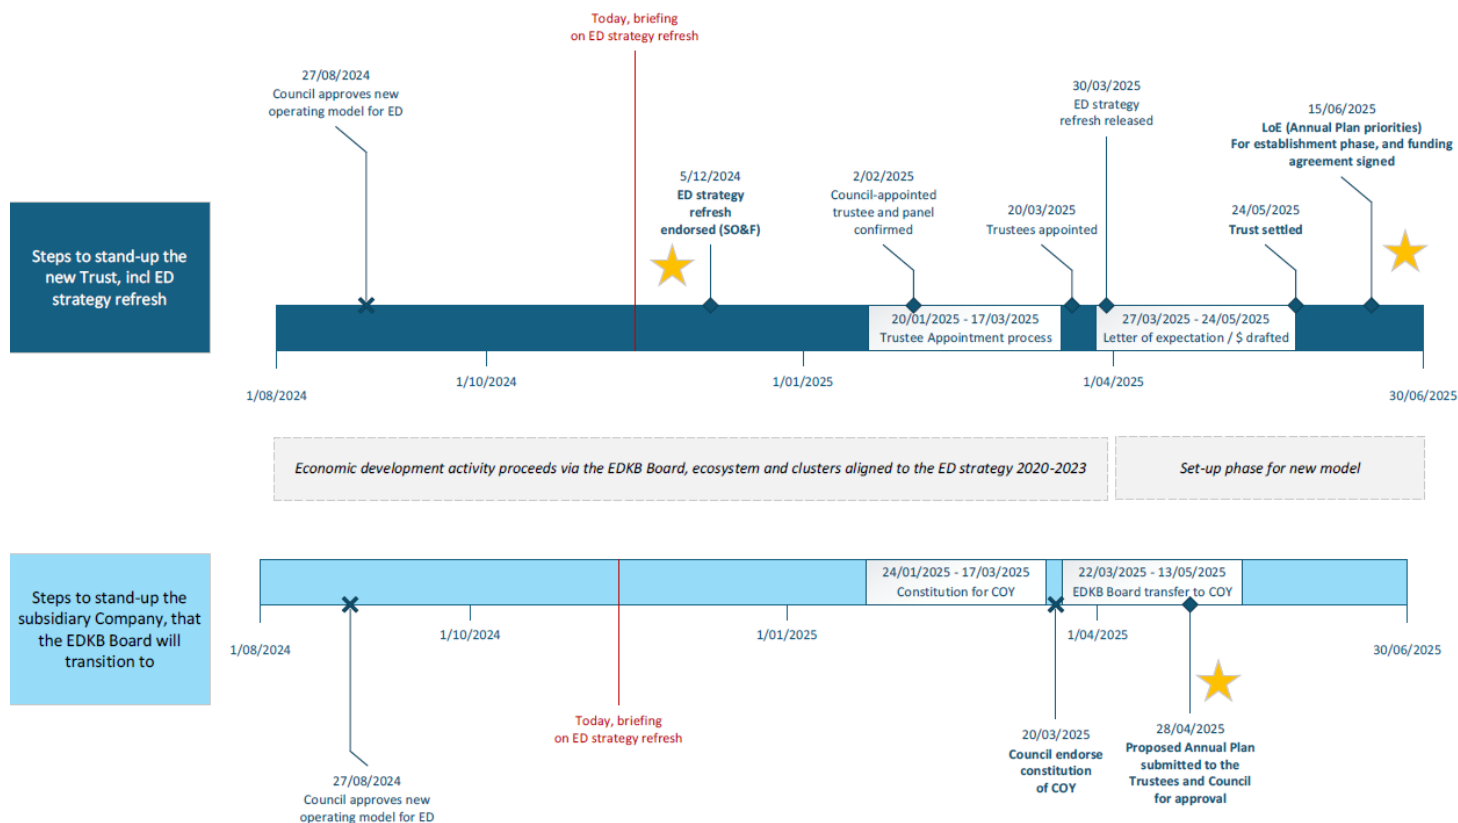 Today, briefing
on ED strategy refresh
27/08/2024
Council approves new
operating model for ED
30/03/2025
ED strategy
refresh released
15/06/2025
LoE (Annual Plan priorities)
For establishment phase, and funding
agreement signed
5/12/2024
ED strategy
refresh
endorsed (SO&F)
2/02/2025
Council-appointed
trustee and panel
confirmed
20/03/2025
Trustees appointed
24/05/2025
Trust settled
Steps to stand-up the
new Trust, incl ED
strategy refresh
20/01/2025 - 17/03/2025
Trustee Appointment process
27/03/2025 - 24/05/2025
Letter of expectation / $ drafted
1/08/2024
1/10/2024
1/01/2025
1/04/2025
30/06/2025
Economic development activity proceeds via the EDKB Board, ecosystem and clusters aligned to the ED strategy 2020-2023
Set-up phase for new model
Steps to stand-up the
subsidiary Company, that
the EDKB Board will
transition to
24/01/2025 - 17/03/2025
Constitution for COY
22/03/2025 - 13/05/2025
EDKB Board transfer to COY
1/08/2024
1/10/2024
1/01/2025
1/04/2025
30/06/2025
Today, briefing
on ED strategy refresh
27/08/2024
Council approves new
operating model for ED
20/03/2025
Council endorse
constitution
of COY
28/04/2025
Proposed Annual Plan
submitted to the
Trustees and Council
for approval